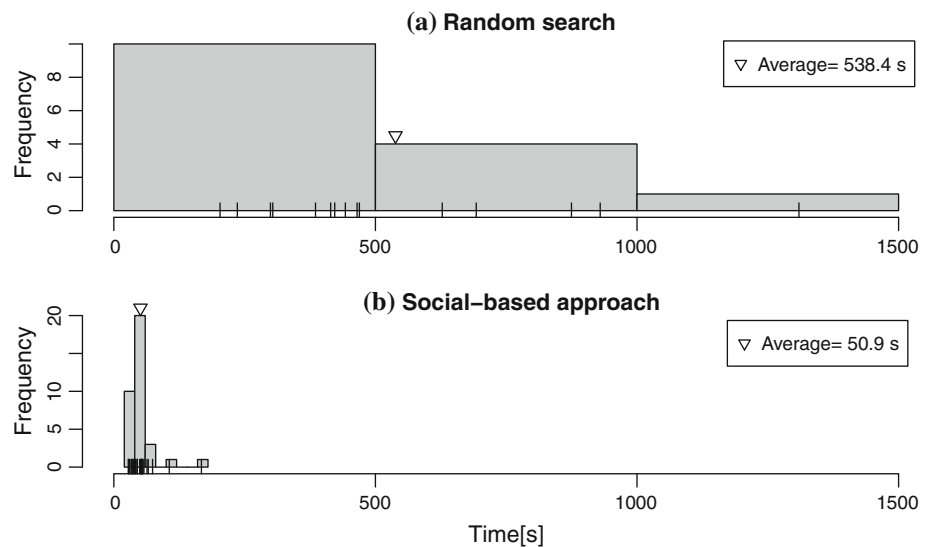 (a) Random search
Average= 538.4 s
Frequency
8
6
4
2
0
0 500 1000 1500
(b) Social–based approach
Average= 50.9 s
Frequency
20
10
5
0
0 500 1000 1500
Time[s]